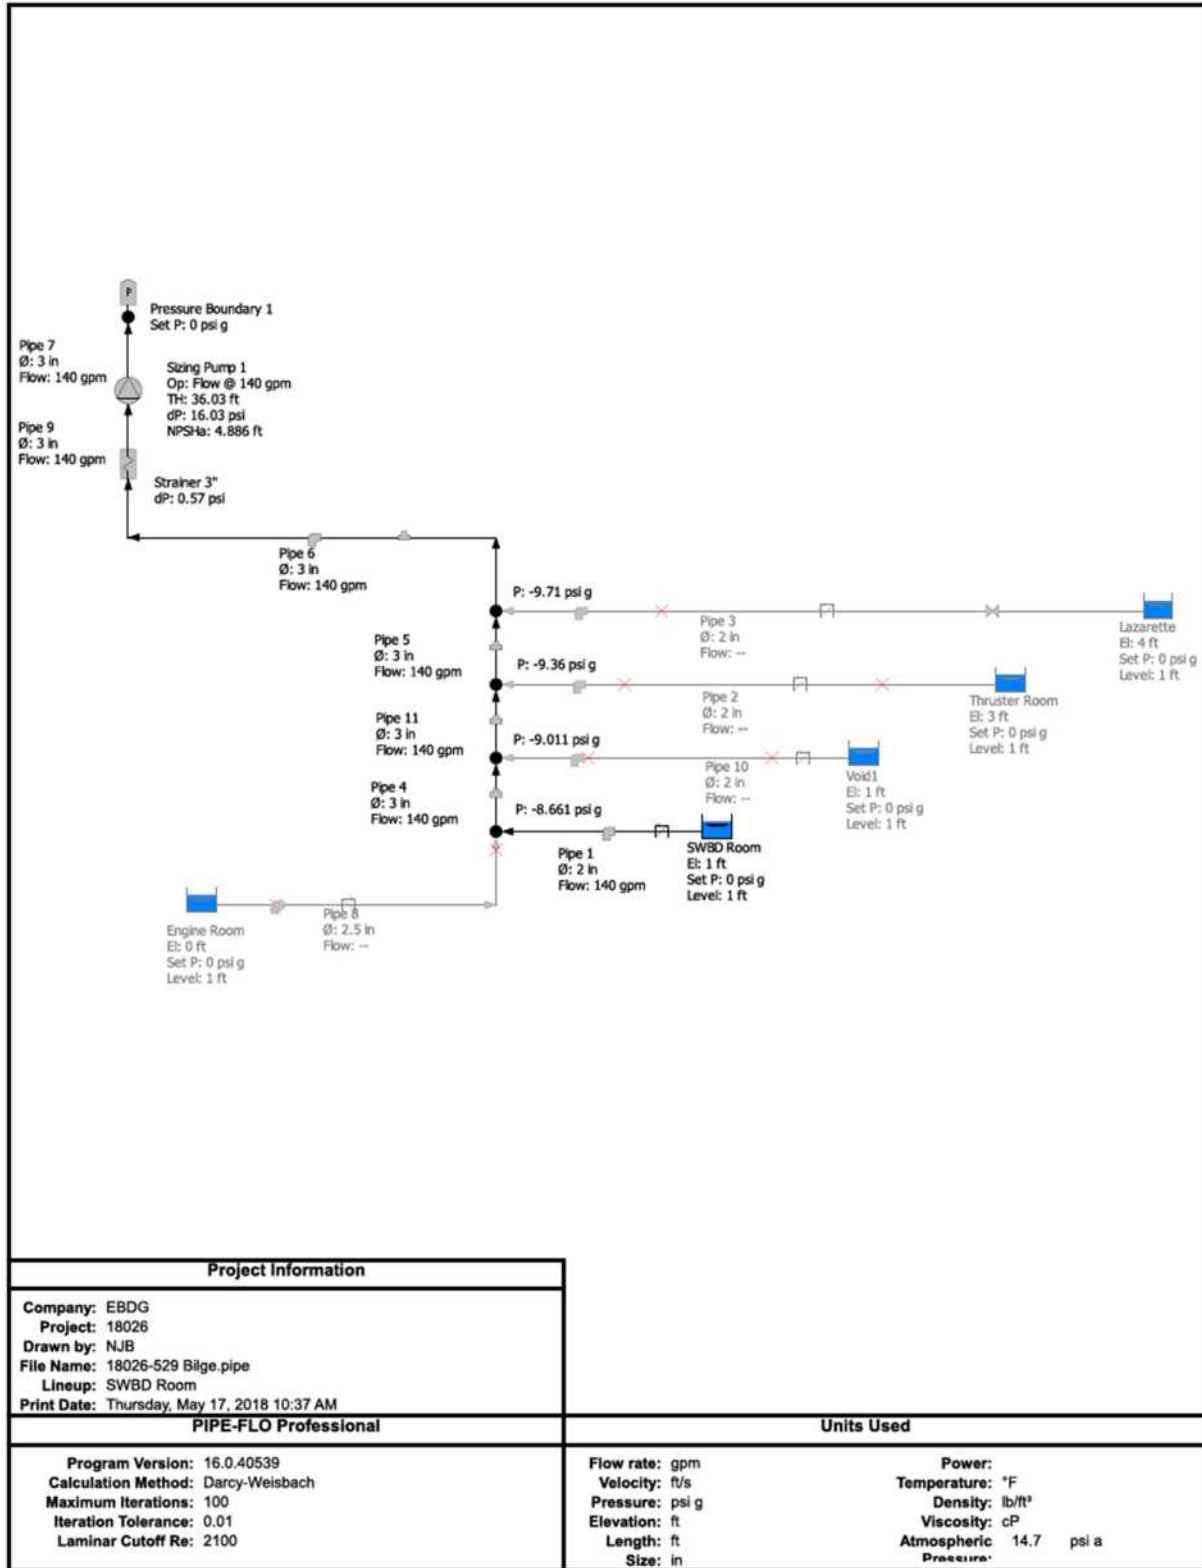 P
Pressure Boundary 1
Set P: 0 psi g
Pipe 7
Ø: 3 in
Flow: 140 gpm
Sizing Pump 1
Op: Flow @ 140 gpm
TH: 36.03 ft
dP: 16.03 psi
NPSHa: 4.886 ft
Pipe 9
Ø: 3 in
Flow: 140 gpm
Strainer 3"
dP: 0.57 psi
Pipe 6
Ø: 3 in
Flow: 140 gpm
P: -9.71 psi g
Pipe 3
Ø: 2 in
Flow: --
Lazarette
El: 4 ft
Set P: 0 psi g
Level: 1 ft
Pipe 5
Ø: 3 in
Flow: 140 gpm
P: -9.36 psi g
Pipe 2
Ø: 2 in
Flow: --
Thruster Room
El: 3 ft
Set P: 0 psi g
Level: 1 ft
Pipe 11
Ø: 3 in
Flow: 140 gpm
P: -9.011 psi g
Pipe 10
Ø: 2 in
Flow: --
Void1
El: 1 ft
Set P: 0 psi g
Level: 1 ft
Pipe 4
Ø: 3 in
Flow: 140 gpm
P: -8.661 psi g
Pipe 1
Ø: 2 in
Flow: 140 gpm
SWBD Room
El: 1 ft
Set P: 0 psi g
Level: 1 ft
Engine Room
El: 0 ft
Set P: 0 psi g
Level: 1 ft
Pipe 8
Ø: 2.5 in
Flow: --
Project Information
Company: EBDG
Project: 18026
Drawn by: NJB
File Name: 18026-529 Bilge.pipe
Lineup: SWBD Room
Print Date: Thursday, May 17, 2018 10:37 AM
PIPE-FLO Professional
Program Version: 16.0.40539
Calculation Method: Darcy-Weisbach
Maximum Iterations: 100
Iteration Tolerance: 0.01
Laminar Cutoff Re: 2100
Units Used
Flow rate: gpm
Velocity: ft/s
Pressure: psi g
Elevation: ft
Length: ft
Size: in
Power:
Temperature: °F
Density: lb/ft³
Viscosity: cP
Atmospheric 14.7 psi a
Pressure: